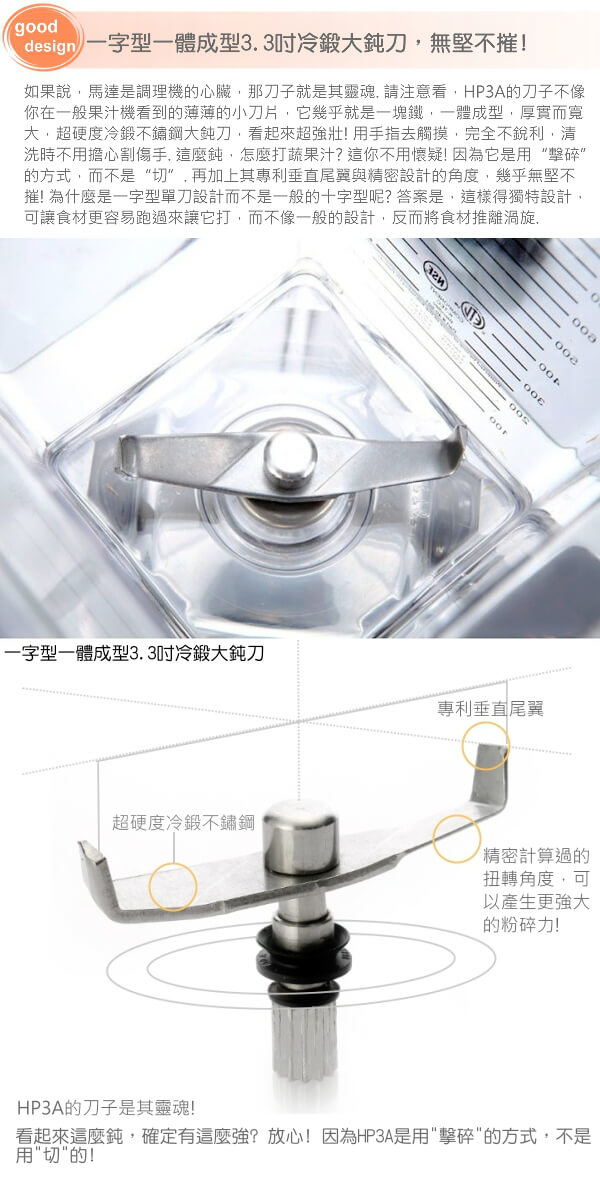 good
design
一字型一體成型3.3吋冷鍛大鈍刀，無堅不摧!
如果說，馬達是調理機的心臟，那刀子就是其靈魂. 請注意看，HP3A的刀子不像
你在一般果汁機看到的薄薄的小刀片，它幾乎就是一塊鐵，一體成型，厚實而寬
大，超硬度冷鍛不鏽鋼大鈍刀，看起來超強壯! 用手指去觸摸，完全不銳利，清
洗時不用擔心割傷手. 這麼鈍，怎麼打蔬果汁? 這你不用懷疑! 因為它是用“擊碎”
的方式，而不是“切”. 再加上其專利垂直尾翼與精密設計的角度，幾乎無堅不
摧! 為什麼是一字型單刀設計而不是一般的十字型呢? 答案是，這樣得獨特設計，
可讓食材更容易跑過來讓它打，而不像一般的設計，反而將食材推離渦旋.
NSF
ETL
600
500
400
300
200
100
一字型一體成型3.3吋冷鍛大鈍刀
專利垂直尾翼
超硬度冷鍛不鏽鋼
精密計算過的
扭轉角度，可
以產生更強大
的粉碎力!
HP3A的刀子是其靈魂!
看起來這麼鈍，確定有這麼強? 放心! 因為HP3A是用"擊碎"的方式，不是
用"切"的!